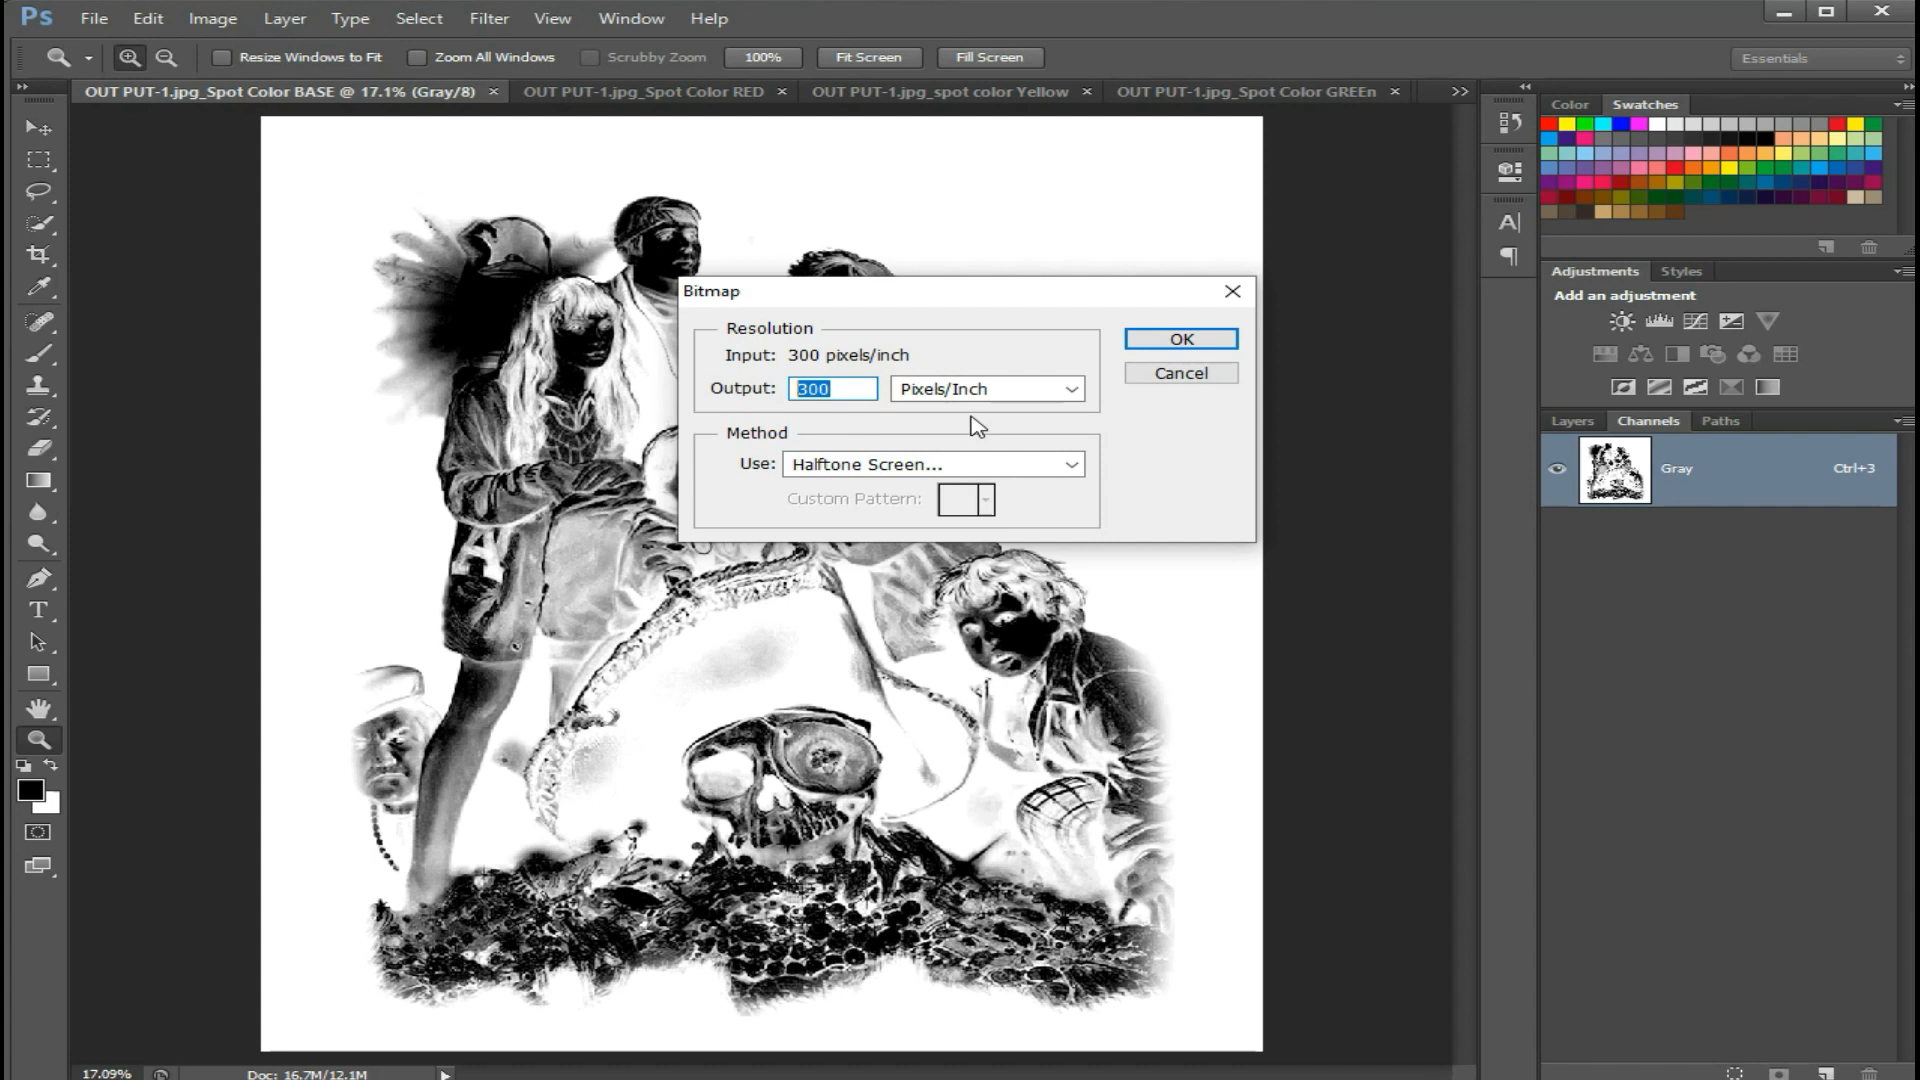 Ps File Edit Image Layer Type Select Filter View Window Help
Resize Windows to Fit Zoom All Windows Scrubby Zoom 100% Fit Screen Fill Screen Essentials
OUT PUT-1.jpg_Spot Color BASE @ 17.1% (Gray/8) × OUT PUT-1.jpg_Spot Color RED × OUT PUT-1.jpg_spot color Yellow × OUT PUT-1.jpg_Spot Color GREEn ×
Color Swatches
Bitmap
Resolution
Input: 300 pixels/inch
Output: 300 Pixels/Inch
OK
Cancel
Method
Use: Halftone Screen...
Custom Pattern:
Adjustments Styles
Add an adjustment
Layers Channels Paths
Gray Ctrl+3
17.09% Doc: 16.7M/12.1M